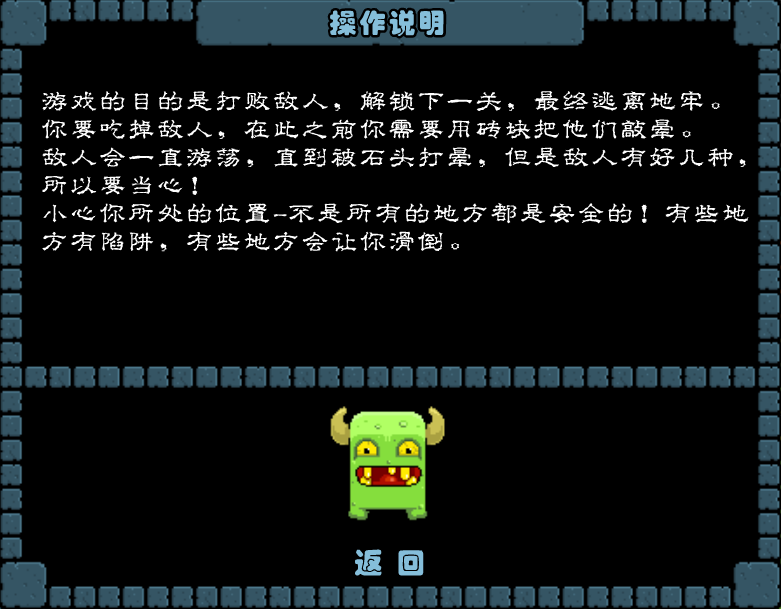 操作说明
游戏的目的是打败敌人，解锁下一关，最终逃离地牢。
你要吃掉敌人，在此之前你需要用砖块把他们敲晕。
敌人会一直游荡，直到被石头打晕，但是敌人有好几种，
所以要当心！
小心你所处的位置-不是所有的地方都是安全的！有些地
方有陷阱，有些地方会让你滑倒。
返 回